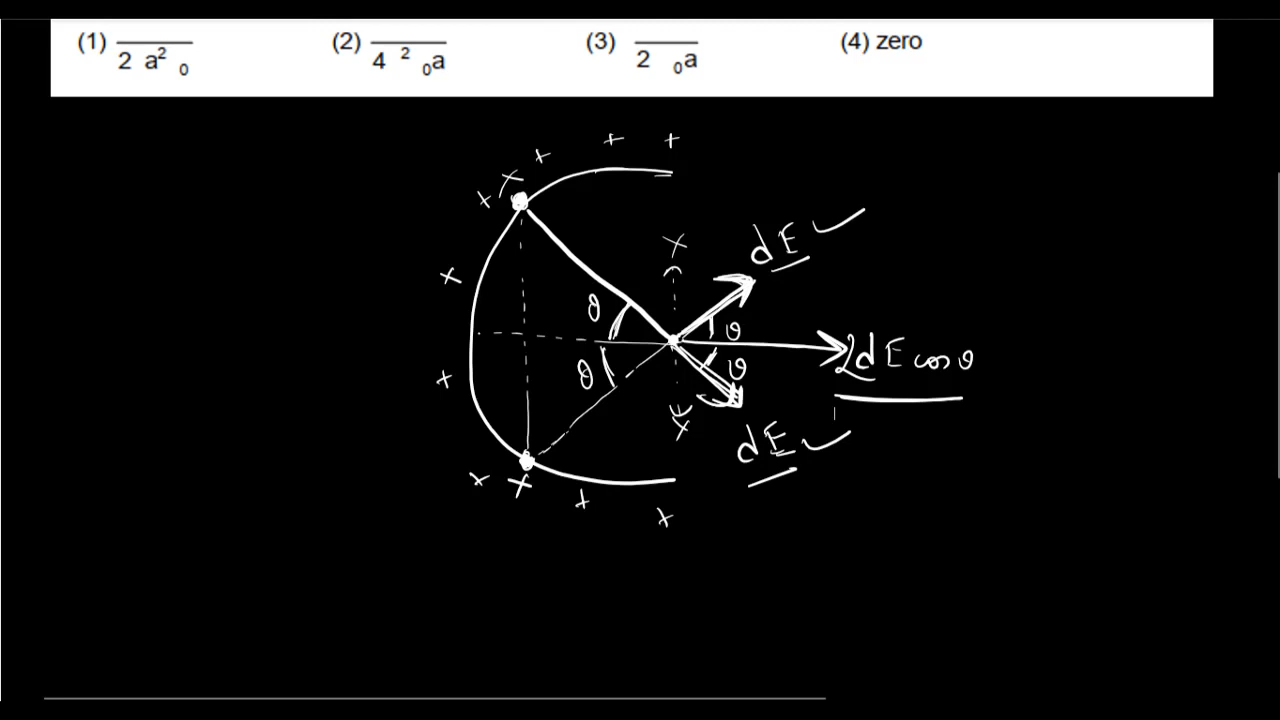 (1) 2 a² ₀ (2) 4 ² ₀a (3) 2 ₀a (4) zero
+ + + + + + + + + + + +
dE
θ θ
2dE cos θ
θ θ
dE